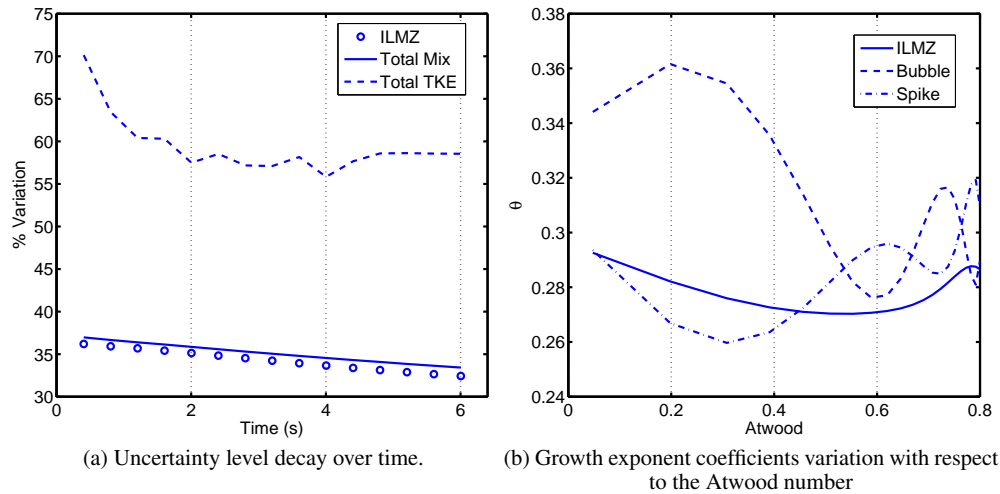 75
70
65
60
55
50
45
40
35
30
% Variation
0 2 4 6
Time (s)
ILMZ
Total Mix
Total TKE
(a) Uncertainty level decay over time.
0.38
0.36
0.34
0.32
0.3
0.28
0.26
0.24
θ
0 0.2 0.4 0.6 0.8
Atwood
ILMZ
Bubble
Spike
(b) Growth exponent coefficients variation with respect
to the Atwood number